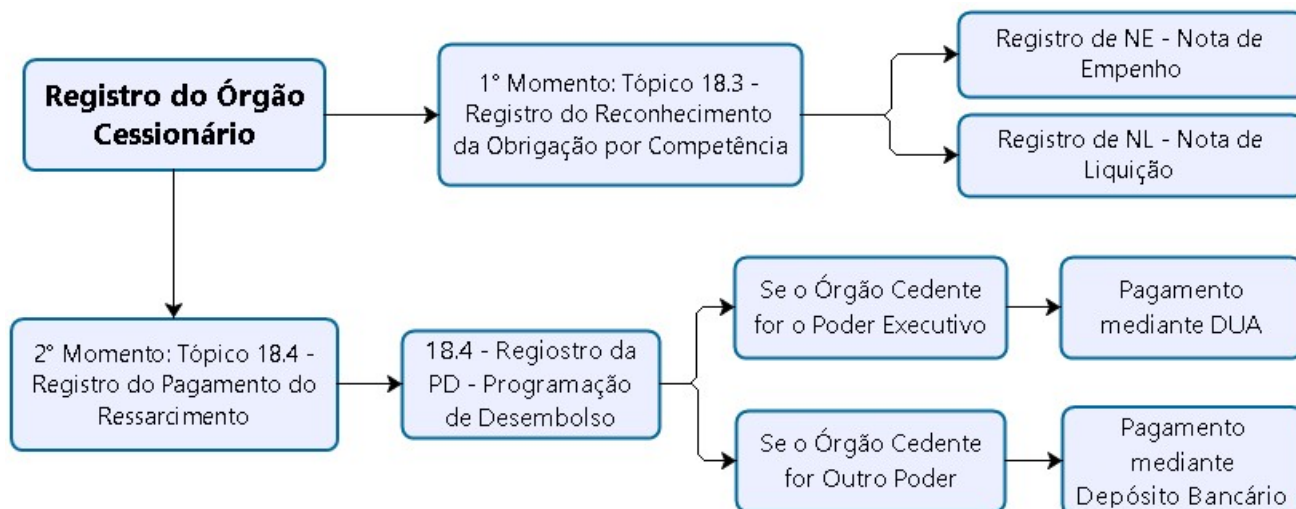 Registro do Órgão
Cessionário
1° Momento: Tópico 18.3 -
Registro do Reconhecimento
da Obrigação por Competência
Registro de NE - Nota de
Empenho
Registro de NL - Nota de
Liquição
2° Momento: Tópico 18.4 -
Registro do Pagamento do
Ressarcimento
18.4 - Regiostro da
PD - Programação
de Desembolso
Se o Órgão Cedente
for o Poder Executivo
Pagamento
mediante DUA
Se o Órgão Cedente
for Outro Poder
Pagamento
mediante
Depósito Bancário